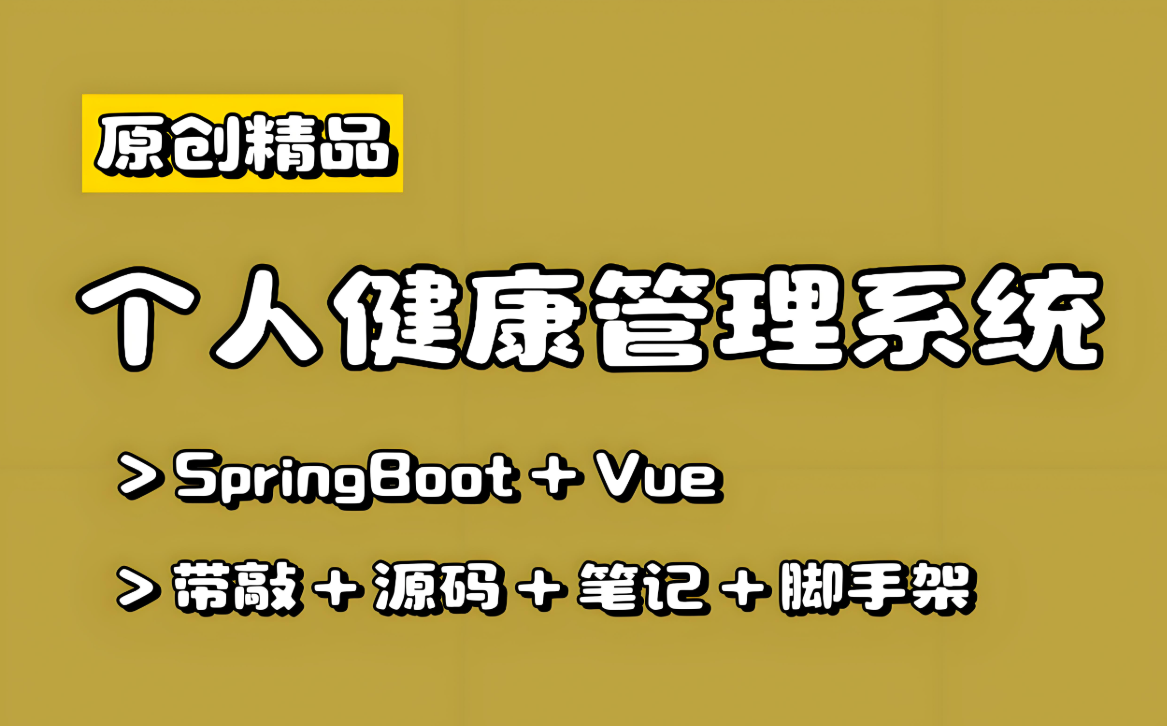 原创精品
个人健康管理系统
> SpringBoot + Vue
> 带敲 + 源码 + 笔记 + 脚手架